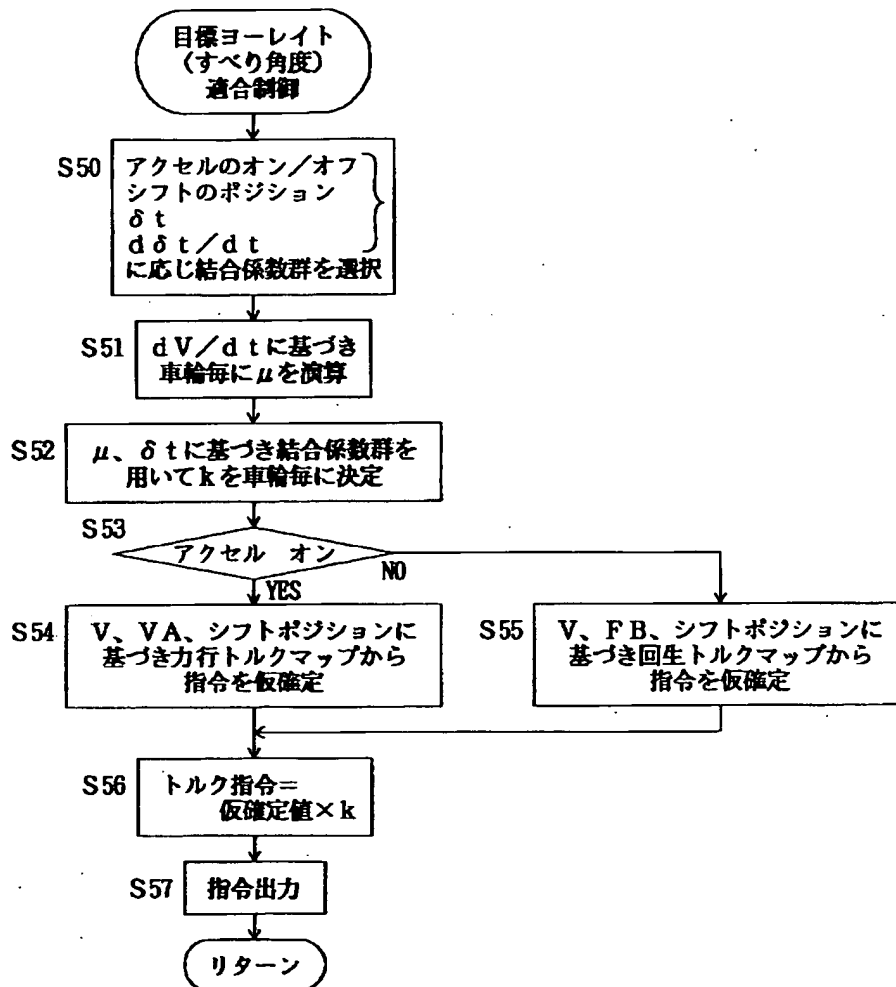 目標ヨーレイト
(すべり角度)
適合制御
S50
アクセルのオン/オフ
シフトのポジション
δt
dδt/dt
に応じ結合係数群を選択
S51
dV/dtに基づき
車輪毎にμを演算
S52
μ、δtに基づき結合係数群を
用いてkを車輪毎に決定
S53
アクセル オン
NO
YES
S54
V、VA、シフトポジションに
基づき力行トルクマップから
指令を仮確定
S55
V、FB、シフトポジションに
基づき回生トルクマップから
指令を仮確定
S56
トルク指令=
仮確定値×k
S57
指令出力
リターン